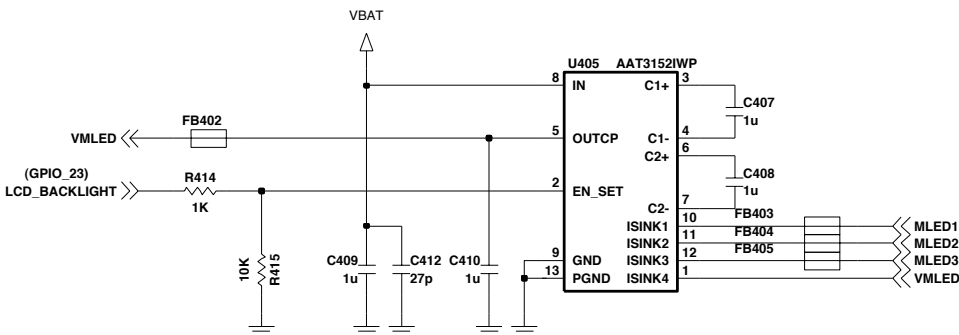 VBAT
U405 AAT3152IWP
8 IN C1+ 3
C407
1u
FB402
VMLED 5 OUTCP C1- 4
C2+ 6
(GPIO_23)
LCD_BACKLIGHT R414 2 EN_SET
1K
C408
1u
C2- 7
ISINK1 10 FB403 MLED1
ISINK2 11 FB404 MLED2
9 GND ISINK3 12 FB405 MLED3
13 PGND ISINK4 1 VMLED
10K
R415
C409
1u
C412
27p
C410
1u